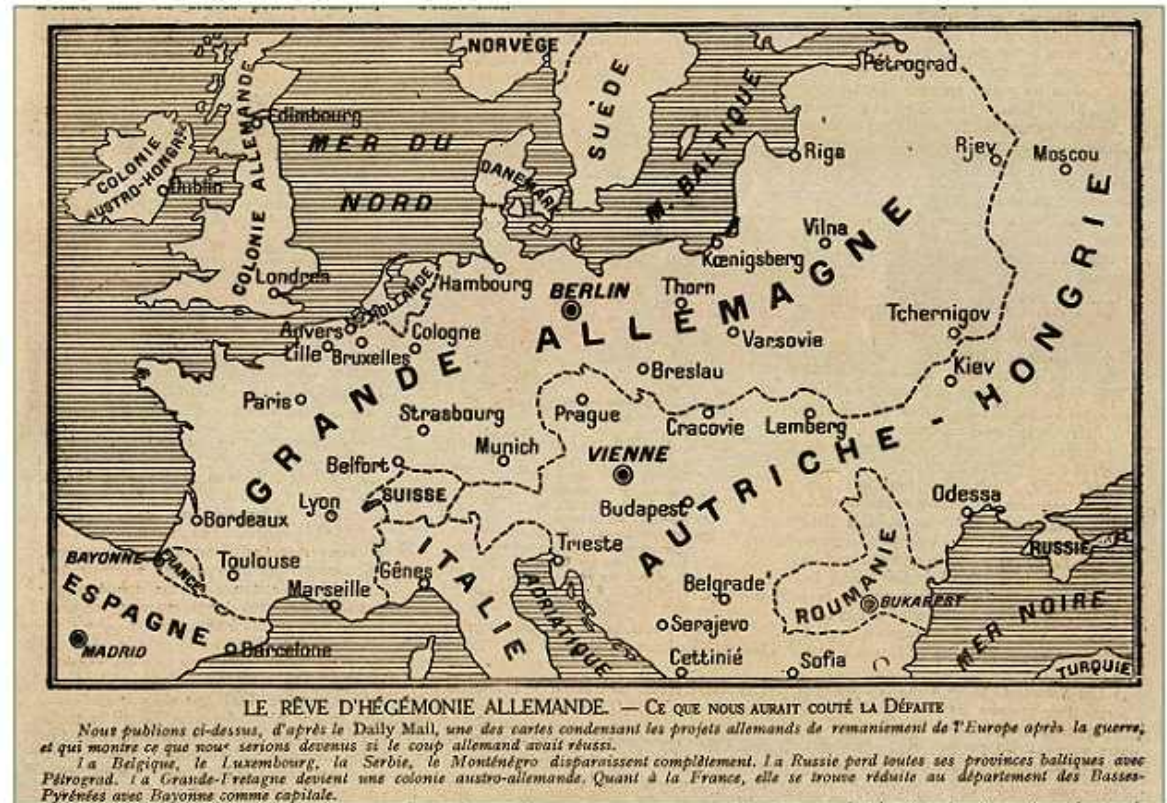 NORVÈGE
SUÉDE
Pétrograd
Edimbourg
MER DU
NORD
M. BALTIQUE
COLONIE
AUSTRO-HONGRE
Dublin
COLONIE ALLEMANDE
DANEMARK
Riga
Rjev
Moscou
Vilna
Kœnigsberg
Londres
HOLLANDE
Hambourg
BERLIN
Thorn
Tchernigov
Anvers
Cologne
Varsovie
Lille
Bruxelles
GRANDE ALLEMAGNE
Breslau
Kiev
Paris
Strasbourg
Prague
Cracovie
Lemberg
Munich
VIENNE
AUTRICHE-HONGRIE
Belfort
SUISSE
Lyon
Budapest
Odessa
Bordeaux
BAYONNE
FRANCE
Toulouse
Gênes
ITALIE
Trieste
RUSSIE
Marseille
ADRIATIQUE
Belgrade
ROUMANIE
BUKAREST
MER NOIRE
ESPAGNE
MADRID
Barcelone
Serajevo
Cettinié
Sofia
TURQUIE
LE RÊVE D'HÉGÉMONIE ALLEMANDE. — CE QUE NOUS AURAIT COUTÉ LA DÉFAITE
Nous publions ci-dessus, d'après le Daily Mail, une des cartes condensant les projets allemands de remaniement de l'Europe après la guerre,
et qui montre ce que nous serions devenus si le coup allemand avait réussi.
La Belgique, le Luxembourg, la Serbie, le Monténégro disparaissent complètement. La Russie perd toutes ses provinces baltiques avec
Pétrograd. La Grande-Bretagne devient une colonie austro-allemande. Quant à la France, elle se trouve réduite au département des Basses-
Pyrénées avec Bayonne comme capitale.